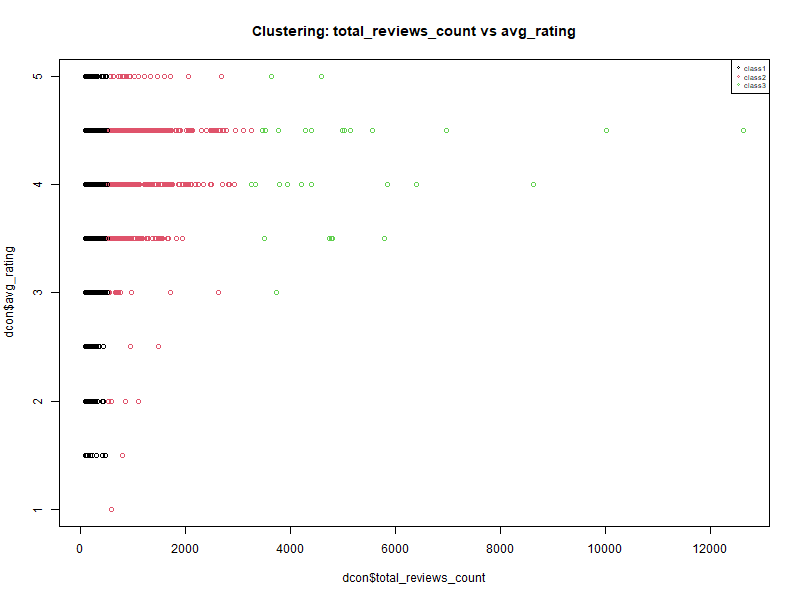 Clustering: total_reviews_count vs avg_rating
class1
class2
class3
5
4
3
2
1
dcon$avg_rating
0 2000 4000 6000 8000 10000 12000
dcon$total_reviews_count